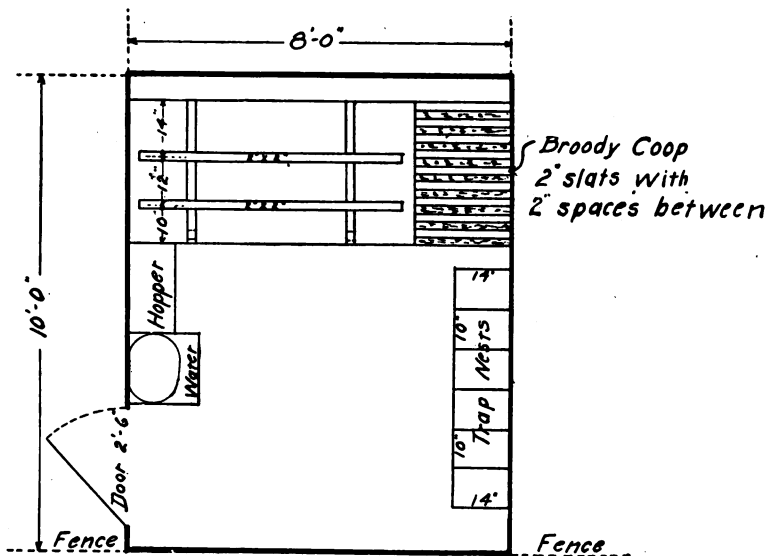 8'-0"
14"
12"
10"
Broody Coop
2" slats with
2" spaces between
10'-0"
Hopper
Water
14"
10"
Trap Nests
10"
14"
Door 2'-6"
Fence
Fence